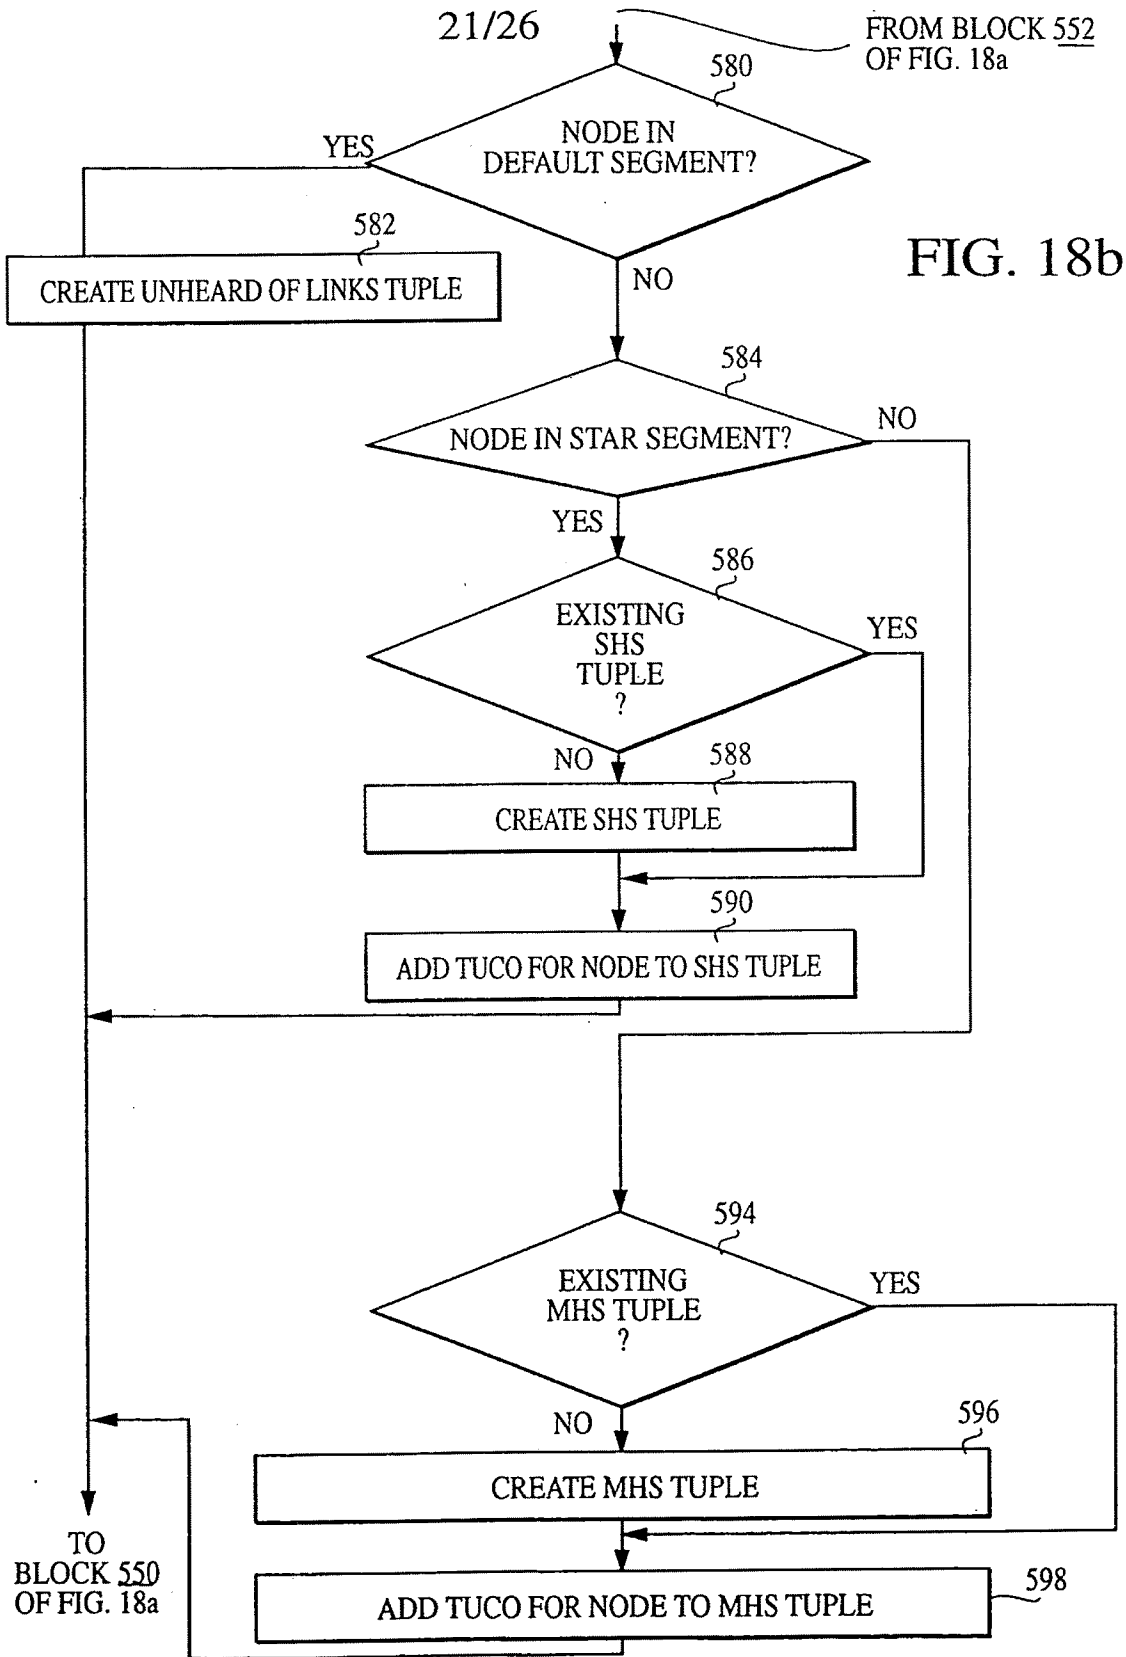 21/26
FROM BLOCK 552
OF FIG. 18a
580
NODE IN
DEFAULT SEGMENT?
YES
NO
582
CREATE UNHEARD OF LINKS TUPLE
FIG. 18b
584
NODE IN STAR SEGMENT?
NO
YES
586
EXISTING
SHS
TUPLE
?
YES
NO
588
CREATE SHS TUPLE
590
ADD TUCO FOR NODE TO SHS TUPLE
594
EXISTING
MHS TUPLE
?
YES
NO
596
CREATE MHS TUPLE
598
ADD TUCO FOR NODE TO MHS TUPLE
TO
BLOCK 550
OF FIG. 18a